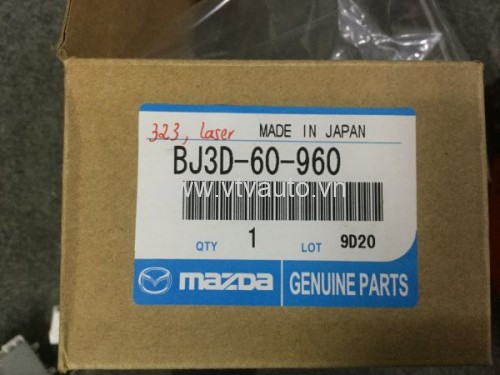 323, laser MADE IN JAPAN
BJ3D-60-960
www.vtvauto.vn
QTY 1 LOT 9D20
mazda GENUINE PARTS